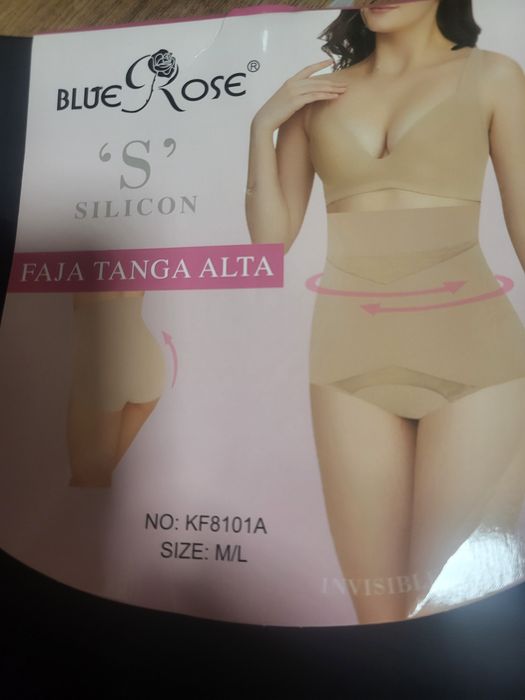 BLUE ROSE ®
'S'
SILICON
FAJA TANGA ALTA
NO: KF8101A
SIZE: M/L